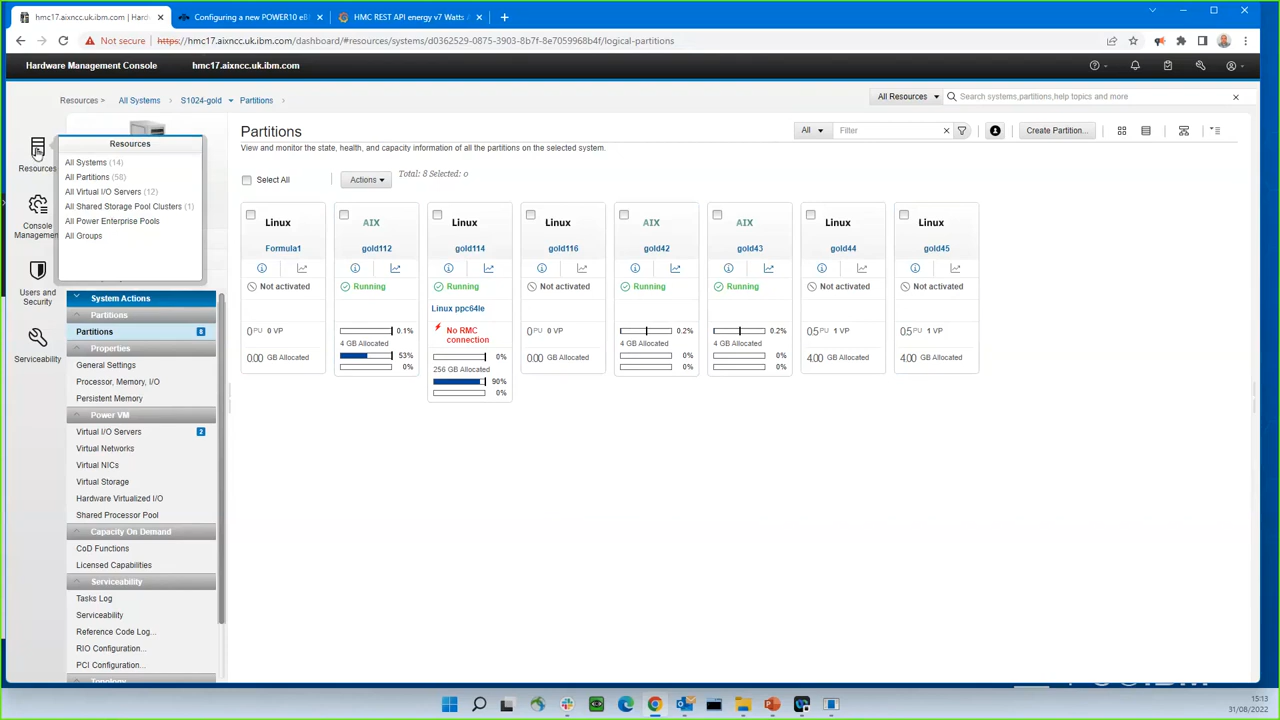 hmc17.aixncc.uk.ibm.com | Hard
Configuring a new POWER10 eB
HMC REST API energy v7 Watts
Not secure
https://hmc17.aixncc.uk.ibm.com/dashboard/#resources/systems/d0362529-0875-3903-8b7f-8e7059968b4f/logical-partitions
Hardware Management Console
hmc17.aixncc.uk.ibm.com
Resources > All Systems > S1024-gold > Partitions >
All Resources
Search systems,partitions,help topics and more
Resources
Console
Management
Users and
Security
Serviceability
Resources
All Systems (14)
All Partitions (58)
All Virtual I/O Servers (12)
All Shared Storage Pool Clusters (1)
All Power Enterprise Pools
All Groups
System Actions
Partitions
Partitions 8
Properties
General Settings
Processor, Memory, I/O
Persistent Memory
Power VM
Virtual I/O Servers 2
Virtual Networks
Virtual NICs
Virtual Storage
Hardware Virtualized I/O
Shared Processor Pool
Capacity On Demand
CoD Functions
Licensed Capabilities
Serviceability
Tasks Log
Serviceability
Reference Code Log...
RIO Configuration...
PCI Configuration...
Topology
Partitions
All
Filter
Create Partition...
View and monitor the state, health, and capacity information of all the partitions on the selected system.
Select All
Actions
Total: 8 Selected: 0
Linux
Formula1
Not activated
0 PU 0 VP
0.00 GB Allocated
AIX
gold112
Running
0.1%
4 GB Allocated
53%
0%
Linux
gold114
Running
Linux ppc64le
No RMC
connection
0%
256 GB Allocated
90%
0%
Linux
gold116
Not activated
0 PU 0 VP
0.00 GB Allocated
AIX
gold42
Running
0.2%
4 GB Allocated
0%
0%
AIX
gold43
Running
0.2%
4 GB Allocated
0%
0%
Linux
gold44
Not activated
0.5 PU 1 VP
4.00 GB Allocated
Linux
gold45
Not activated
0.5 PU 1 VP
4.00 GB Allocated
15:13
31/08/2022